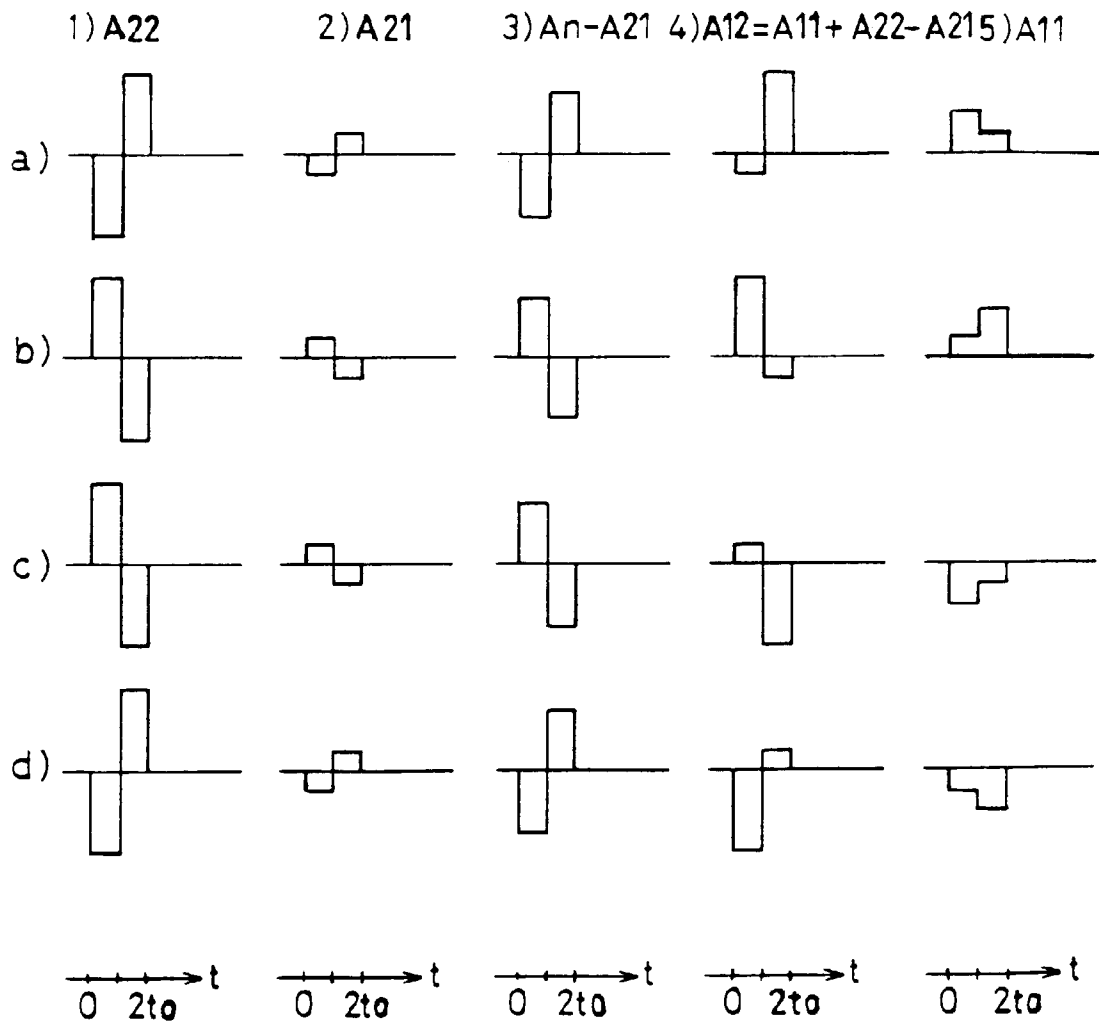 1) A22 2) A21 3) An-A21 4) A12=A11+A22-A21 5) A11
a)
b)
c)
d)
t t t t t
0 2to 0 2to 0 2to 0 2to 0 2to